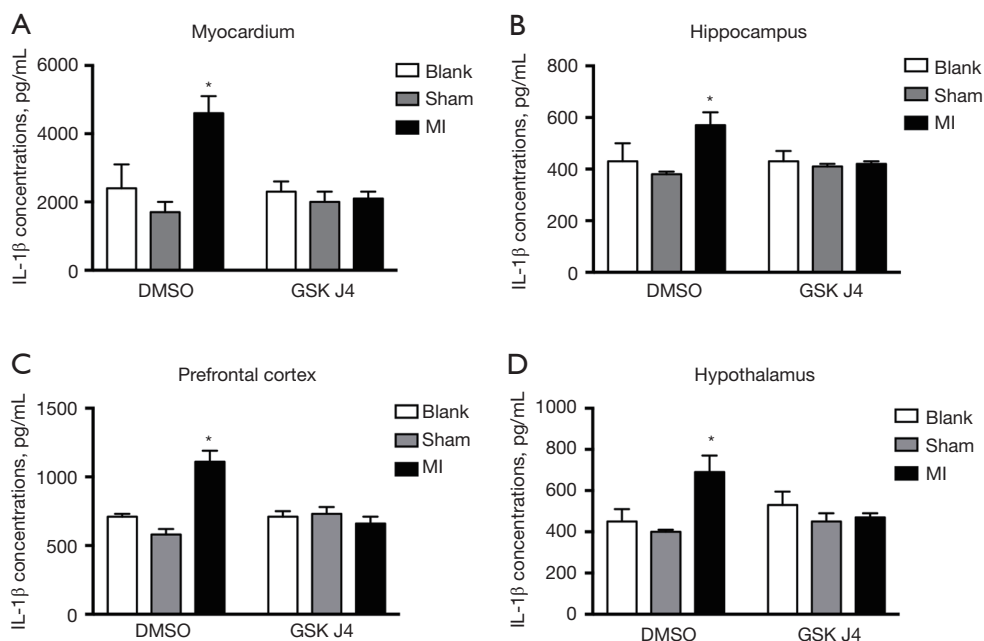 A
Myocardium
IL-1β concentrations, pg/mL
6000
4000
2000
0
*
DMSO
GSK J4
Blank
Sham
MI
B
Hippocampus
IL-1β concentrations, pg/mL
800
600
400
200
0
*
DMSO
GSK J4
Blank
Sham
MI
C
Prefrontal cortex
IL-1β concentrations, pg/mL
1500
1000
500
0
*
DMSO
GSK J4
Blank
Sham
MI
D
Hypothalamus
IL-1β concentrations, pg/mL
1000
800
600
400
200
0
*
DMSO
GSK J4
Blank
Sham
MI